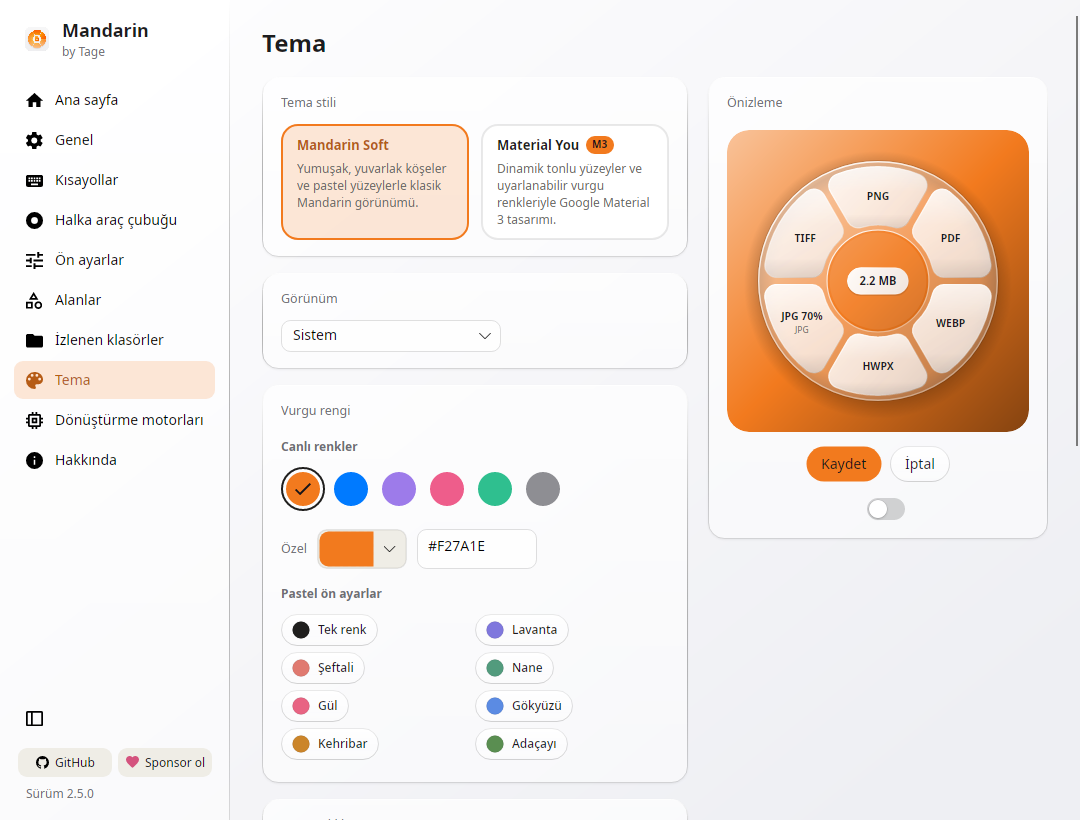 Mandarin
by Tage
Ana sayfa
Genel
Kısayollar
Halka araç çubuğu
Ön ayarlar
Alanlar
İzlenen klasörler
Tema
Dönüştürme motorları
Hakkında
GitHub
Sponsor ol
Sürüm 2.5.0
Tema
Tema stili
Mandarin Soft
Yumuşak, yuvarlak köşeler
ve pastel yüzeylerle klasik
Mandarin görünümü.
Material You M3
Dinamik tonlu yüzeyler ve
uyarlanabilir vurgu
renkleriyle Google Material
3 tasarımı.
Görünüm
Sistem
Vurgu rengi
Canlı renkler
Özel
#F27A1E
Pastel ön ayarlar
Tek renk
Lavanta
Şeftali
Nane
Gül
Gökyüzü
Kehribar
Adaçayı
Önizleme
PNG
TIFF
PDF
2.2 MB
JPG 70%
JPG
WEBP
HWPX
Kaydet
İptal